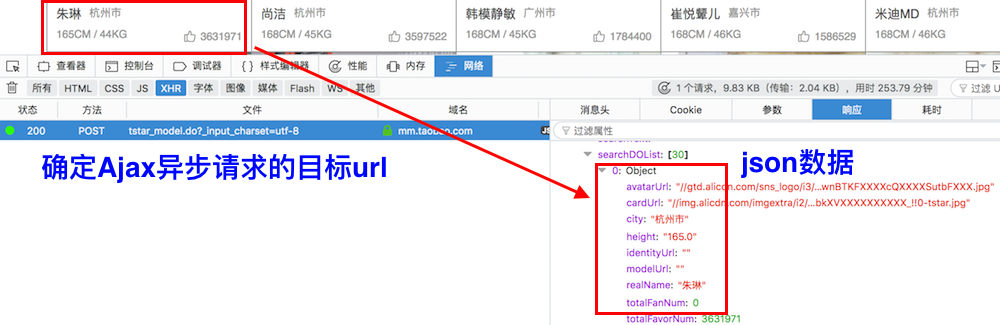 朱琳 杭州市
165CM / 44KG 3631971
尚洁 杭州市
168CM / 45KG 3597522
韩模静敏 广州市
168CM / 45KG 1784400
崔悦颦儿 嘉兴市
168CM / 46KG 1586529
米迪MD 杭州市
168CM / 46KG
查看器 控制台 调试器 { } 样式编辑器 性能 内存 网络
所有 HTML CSS JS XHR 字体 图像 媒体 Flash WS 其他 1 个请求，9.83 KB（传输：2.04 KB），用时 253.79 分钟 过滤 U
状态 方法 文件 域名
消息头 Cookie 参数 响应 耗时
200 POST tstar_model.do?_input_charset=utf-8 mm.taobao.com JS
过滤属性
确定Ajax异步请求的目标url
json数据
searchDOList: [30]
0: Object
avatarUrl: "//gtd.alicdn.com/sns_logo/i3/...wnBTKFXXXXcQXXXXSutbFXXX.jpg"
cardUrl: "//img.alicdn.com/imgextra/i2/...bkXVXXXXXXXXXX_!!0-tstar.jpg"
city: "杭州市"
height: "165.0"
identityUrl: ""
modelUrl: ""
realName: "朱琳"
totalFanNum: 0
totalFavorNum: 3631971